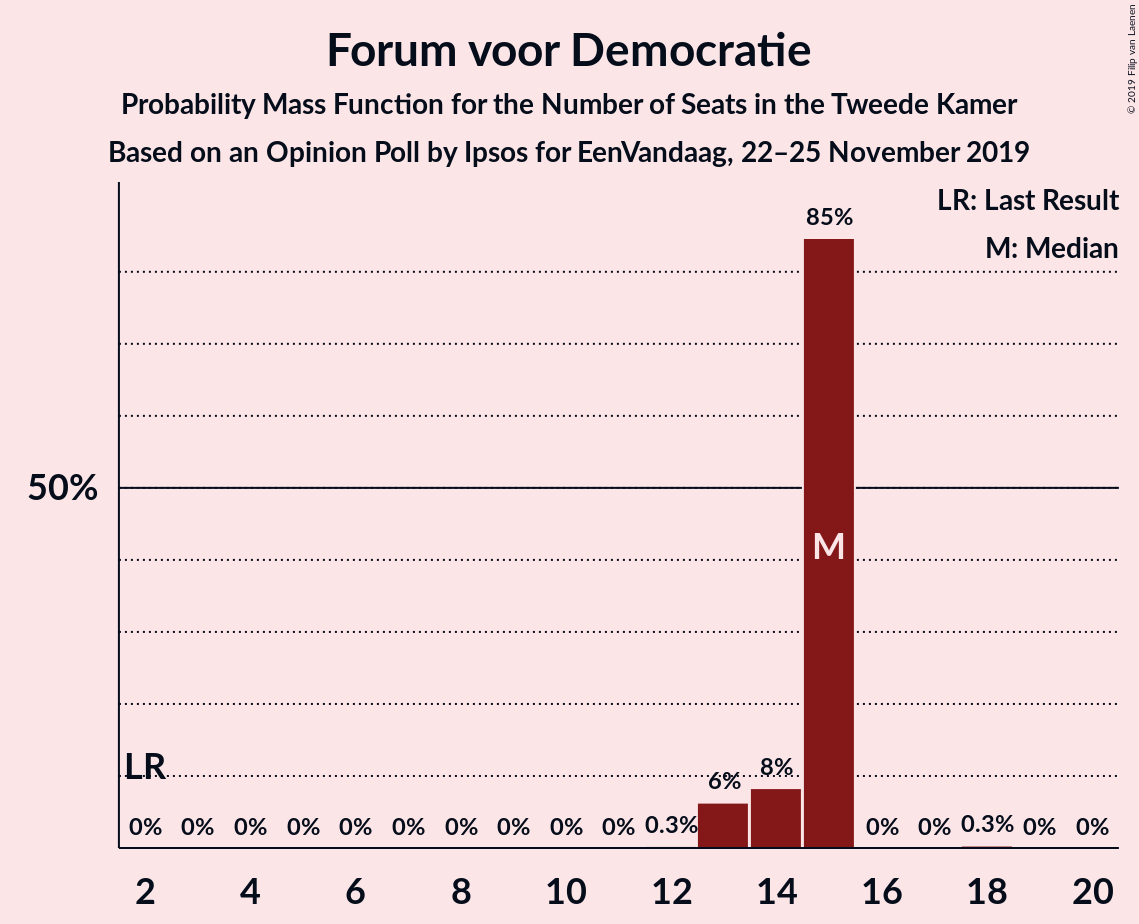 Forum voor Democratie
Probability Mass Function for the Number of Seats in the Tweede Kamer
Based on an Opinion Poll by Ipsos for EenVandaag, 22–25 November 2019
© 2019 Filip van Laenen
LR: Last Result
M: Median
85%
50%
M
LR
6%
8%
0% 0% 0% 0% 0% 0% 0% 0% 0% 0% 0.3% 0% 0% 0.3% 0% 0%
2 4 6 8 10 12 14 16 18 20